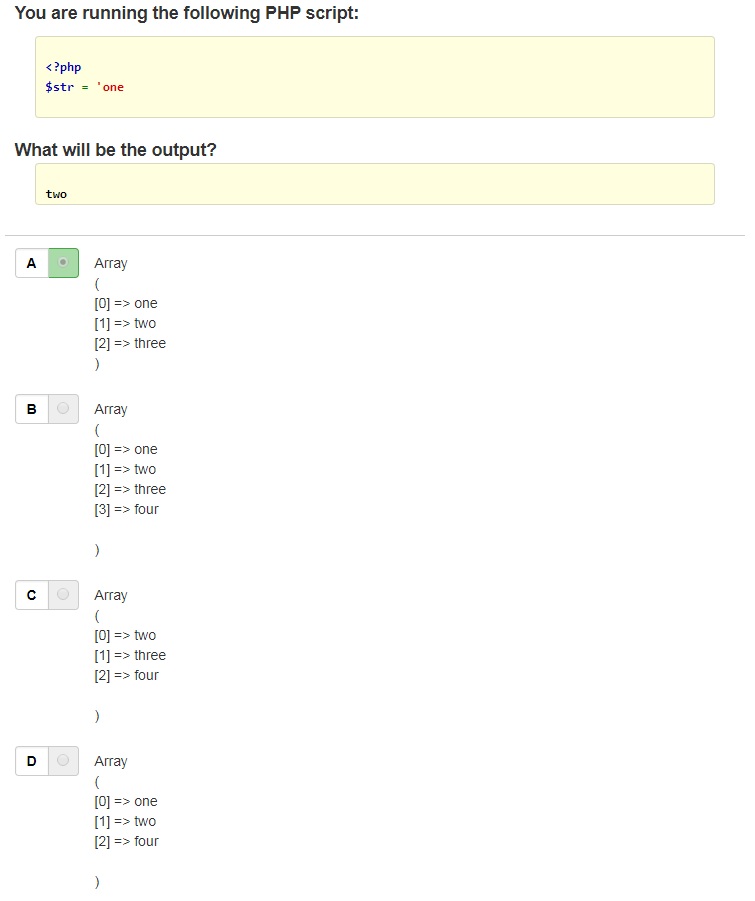 You are running the following PHP script:
<?php
$str = 'one
What will be the output?
two
A
Array
(
[0] => one
[1] => two
[2] => three
)
B
Array
(
[0] => one
[1] => two
[2] => three
[3] => four
)
C
Array
(
[0] => two
[1] => three
[2] => four
)
D
Array
(
[0] => one
[1] => two
[2] => four
)